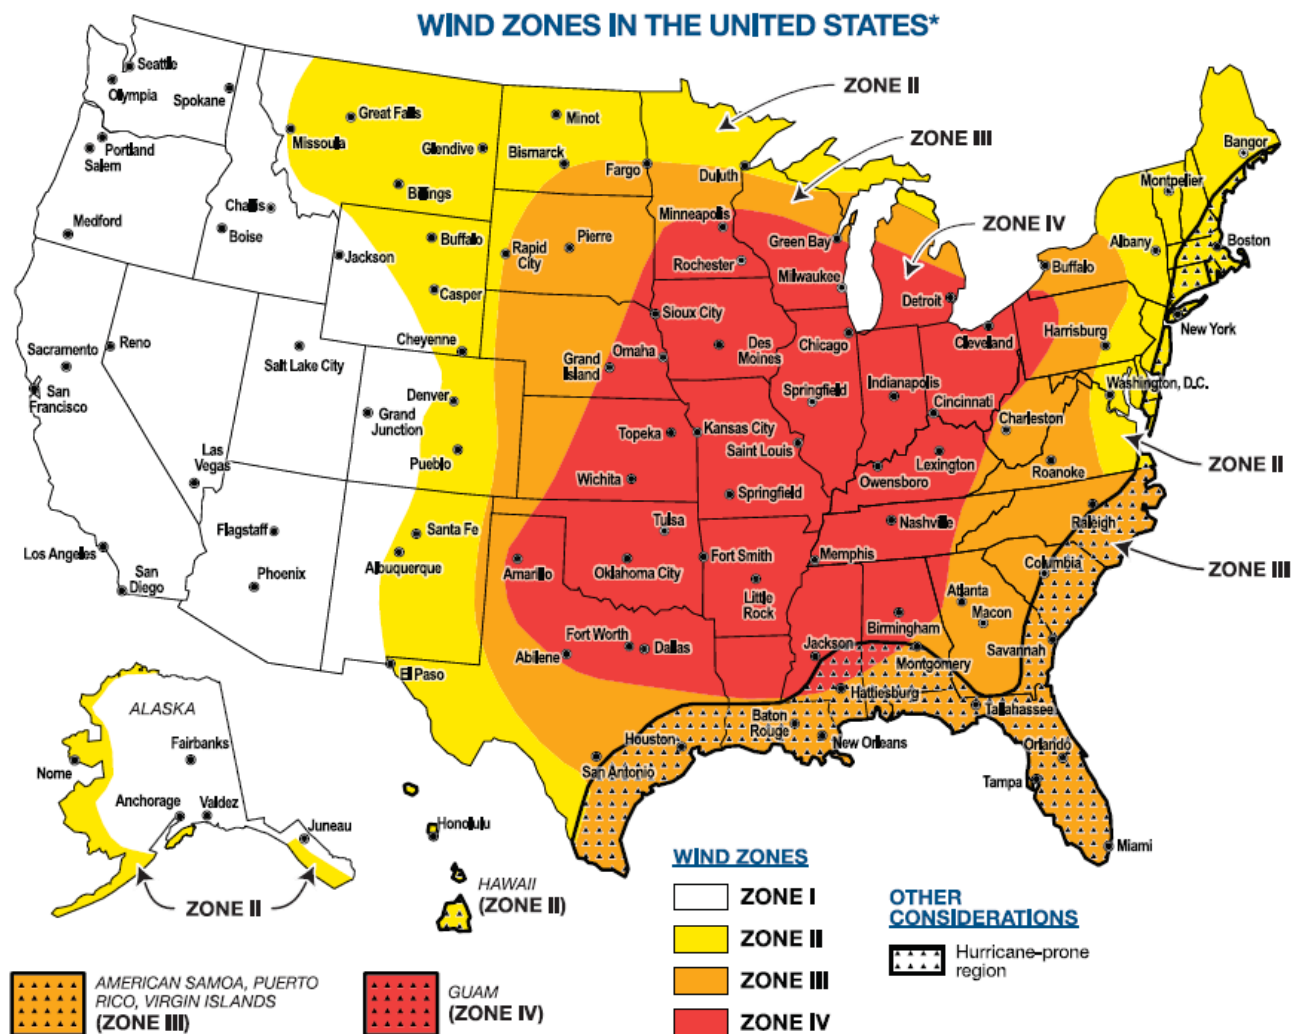 WIND ZONES IN THE UNITED STATES*
Seattle
Olympia
Spokane
Portland
Salem
Medford
Challis
Boise
Missoula
Great Falls
Glendive
Billings
Minot
Bismarck
Fargo
Duluth
ZONE II
ZONE III
ZONE IV
Bangor
Montpelier
Albany
Boston
Buffalo
New York
Harrisburg
Washington, D.C.
ZONE II
ZONE III
Jackson
Buffalo
Casper
Cheyenne
Rapid
City
Pierre
Minneapolis
Rochester
Green Bay
Milwaukee
Detroit
Sioux City
Des
Moines
Chicago
Cleveland
Sacramento
Reno
San
Francisco
Salt Lake City
Las
Vegas
Grand
Junction
Denver
Pueblo
Grand
Island
Omaha
Springfield
Indianapolis
Cincinnati
Charleston
Topeka
Kansas City
Saint Louis
Lexington
Owensboro
Roanoke
Wichita
Springfield
Raleigh
Los Angeles
San
Diego
Flagstaff
Phoenix
Santa Fe
Albuquerque
Tulsa
Amarillo
Oklahoma City
Fort Smith
Little
Rock
Memphis
Nashville
Columbia
Atlanta
Macon
Birmingham
Savannah
Fort Worth
Dallas
Abilene
El Paso
Jackson
Montgomery
Hattiesburg
Tallahassee
Baton
Rouge
New Orleans
Houston
San Antonio
Orlando
Tampa
Miami
ALASKA
Fairbanks
Nome
Anchorage
Valdez
Juneau
ZONE II
Honolulu
HAWAII
(ZONE II)
WIND ZONES
ZONE I
ZONE II
ZONE III
ZONE IV
OTHER
CONSIDERATIONS
Hurricane-prone
region
AMERICAN SAMOA, PUERTO
RICO, VIRGIN ISLANDS
(ZONE III)
GUAM
(ZONE IV)